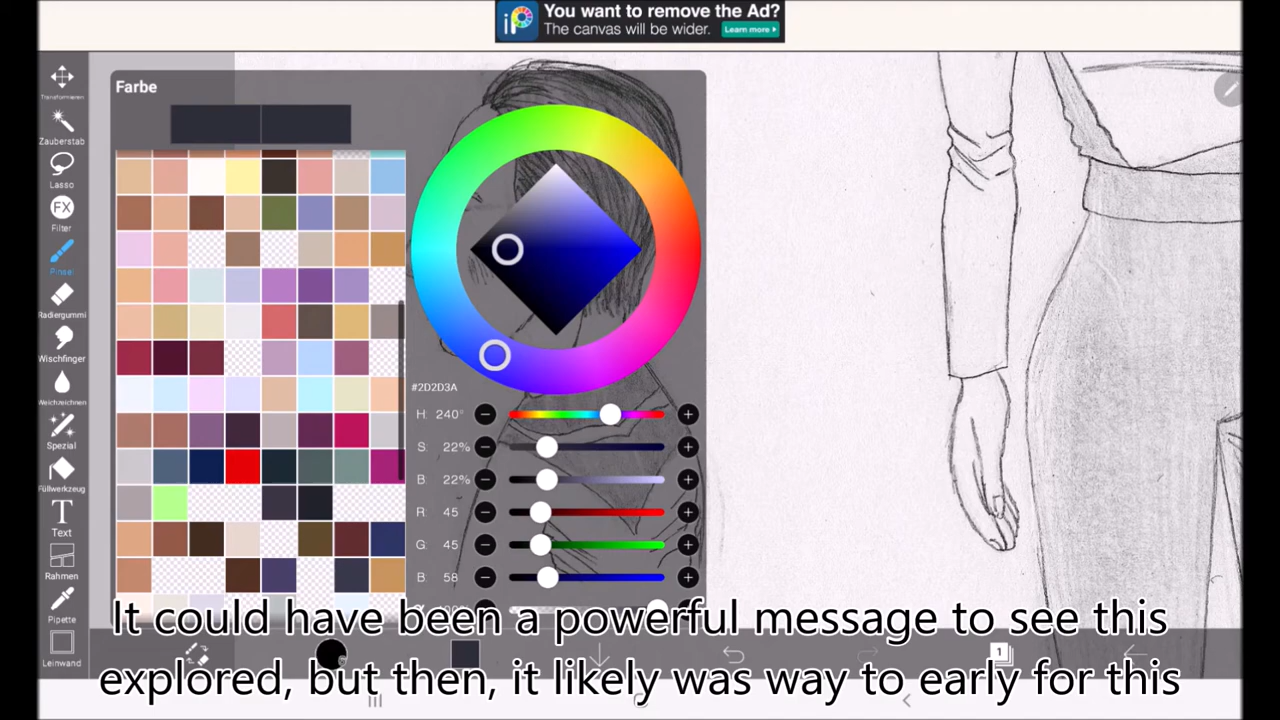 You want to remove the Ad?
The canvas will be wider.
Learn more
Farbe
Transformieren
Zauberstab
Lasso
FX
Filter
Pinsel
Radiergummi
Wischfinger
Weichzeichnen
Spezial
Füllwerkzeug
T
Text
Rahmen
Pipette
Leinwand
#2D2D3A
H: 240°
S: 22%
B: 22%
R: 45
G: 45
B: 58
1
It could have been a powerful message to see this
explored, but then, it likely was way to early for this